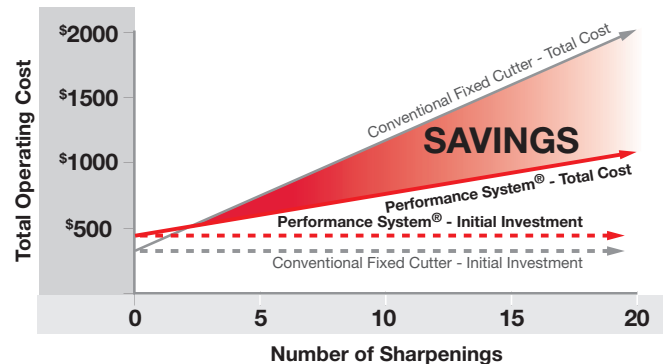 Total Operating Cost
$2000
$1500
$1000
$500
Conventional Fixed Cutter - Total Cost
SAVINGS
Performance System® - Total Cost
Performance System® - Initial Investment
Conventional Fixed Cutter - Initial Investment
0 5 10 15 20
Number of Sharpenings